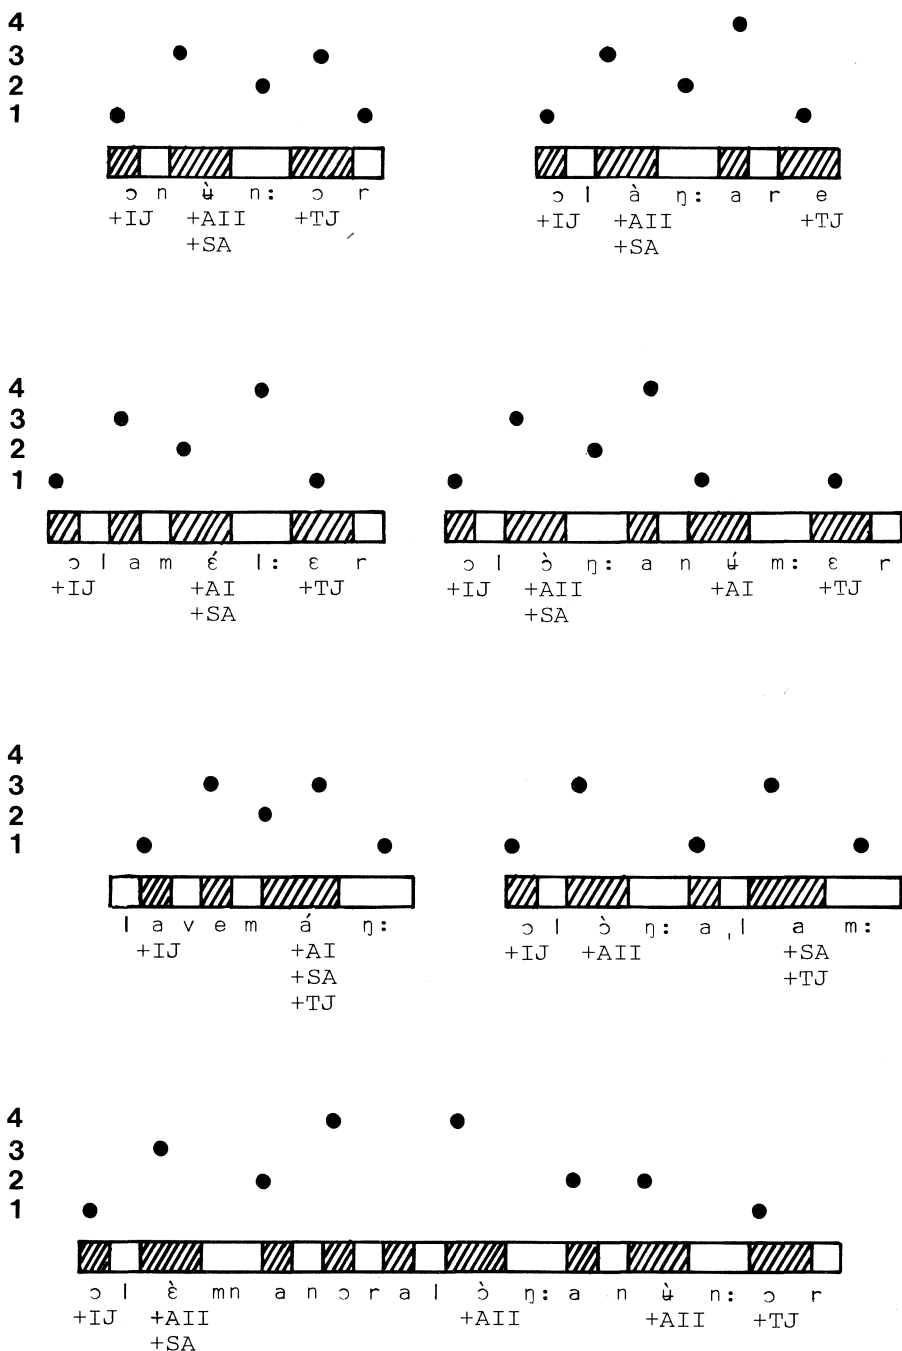 4
3
2
1
ɔ n ʉ̀ n: ɔ r
+IJ +AII +TJ
+SA
ɔ l à ŋ: a r e
+IJ +AII +TJ
+SA
4
3
2
1
ɔ l a m ɛ́ l: ɛ r
+IJ +AI +TJ
+SA
ɔ l ɔ̀ ŋ: a n ʉ́ m: ɛ r
+IJ +AII +AI +TJ
+SA
4
3
2
1
l a v e m á ŋ:
+IJ +AI
+SA
+TJ
ɔ l ɔ̀ ŋ: a ˌl a m:
+IJ +AII +SA
+TJ
4
3
2
1
ɔ l ɛ̀ mn a n ɔ r a l ɔ̀ ŋ: a n ʉ̀ n: ɔ r
+IJ +AII +AII +AII +TJ
+SA